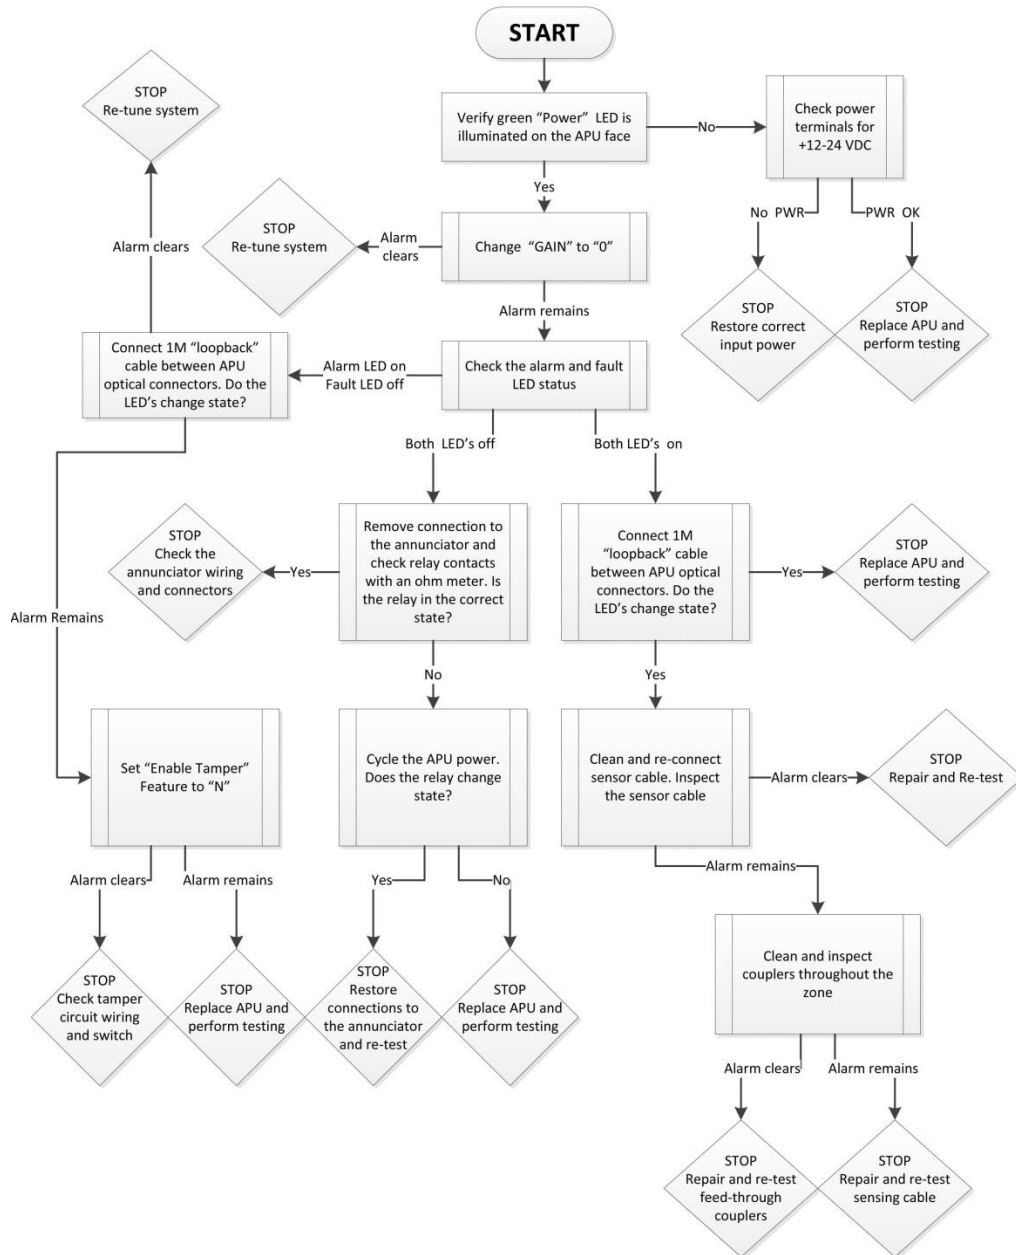 START
STOP
Re-tune system
Verify green “Power” LED is
illuminated on the APU face
No
Check power
terminals for
+12-24 VDC
Yes
No PWR
PWR OK
STOP
Re-tune system
Alarm
clears
Change “GAIN” to “0”
Alarm clears
STOP
Restore correct
input power
STOP
Replace APU and
perform testing
Alarm remains
Connect 1M “loopback”
cable between APU
optical connectors. Do the
LED’s change state?
Alarm LED on
Fault LED off
Check the alarm and fault
LED status
Both LED’s off
Both LED’s on
STOP
Check the
annunciator wiring
and connectors
Yes
Remove connection to
the annunciator and
check relay contacts
with an ohm meter. Is
the relay in the correct
state?
Connect 1M
“loopback” cable
between APU optical
connectors. Do the
LED’s change state?
Yes
STOP
Replace APU and
perform testing
Alarm Remains
No
Yes
Set “Enable Tamper”
Feature to “N”
Cycle the APU power.
Does the relay change
state?
Clean and re-connect
sensor cable. Inspect
the sensor cable
Alarm clears
STOP
Repair and Re-test
Alarm clears
Alarm remains
Yes
No
Alarm remains
STOP
Check tamper
circuit wiring
and switch
STOP
Replace APU and
perform testing
STOP
Restore
connections to
the annunciator
and re-test
STOP
Replace APU and
perform testing
Clean and inspect
couplers throughout the
zone
Alarm clears
Alarm remains
STOP
Repair and re-test
feed-through
couplers
STOP
Repair and re-test
sensing cable